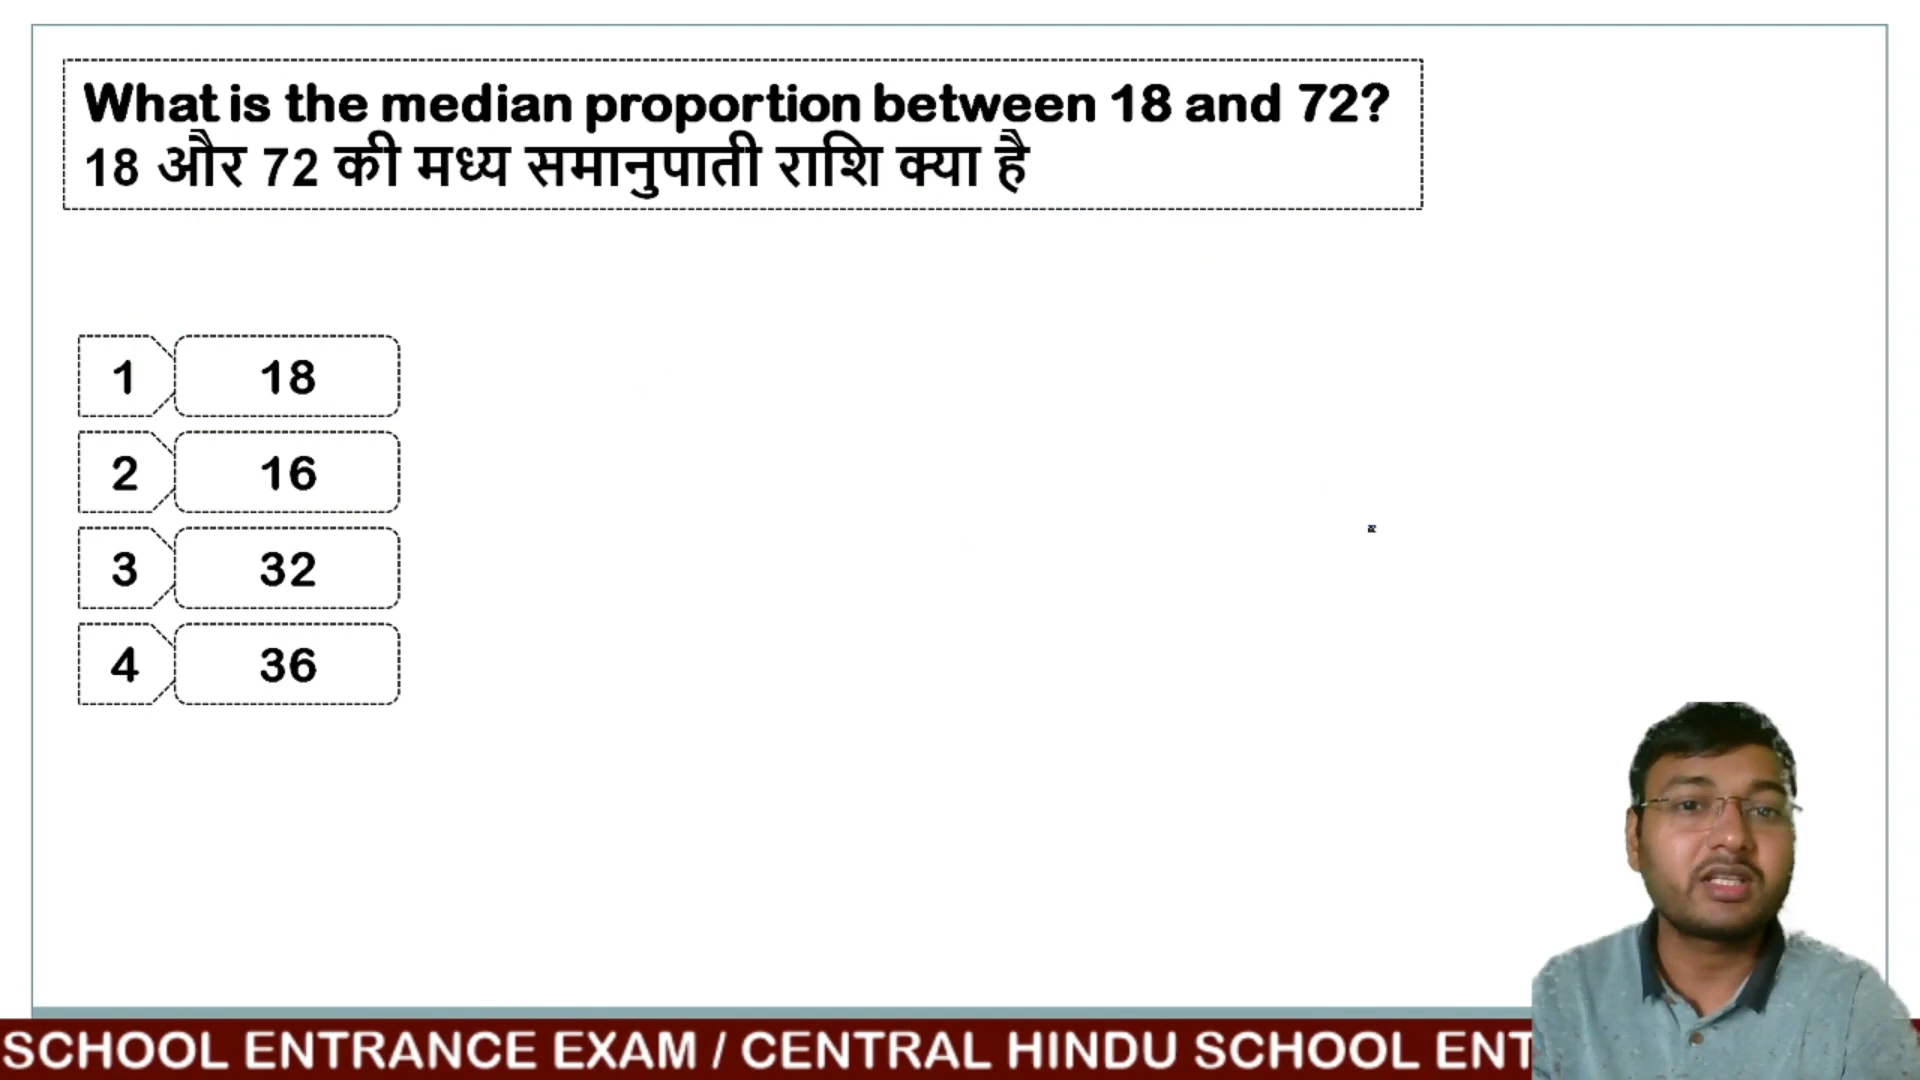 What is the median proportion between 18 and 72?
18 और 72 की मध्य समानुपाती राशि क्या है
1 18
2 16
3 32
4 36
SCHOOL ENTRANCE EXAM / CENTRAL HINDU SCHOOL ENT